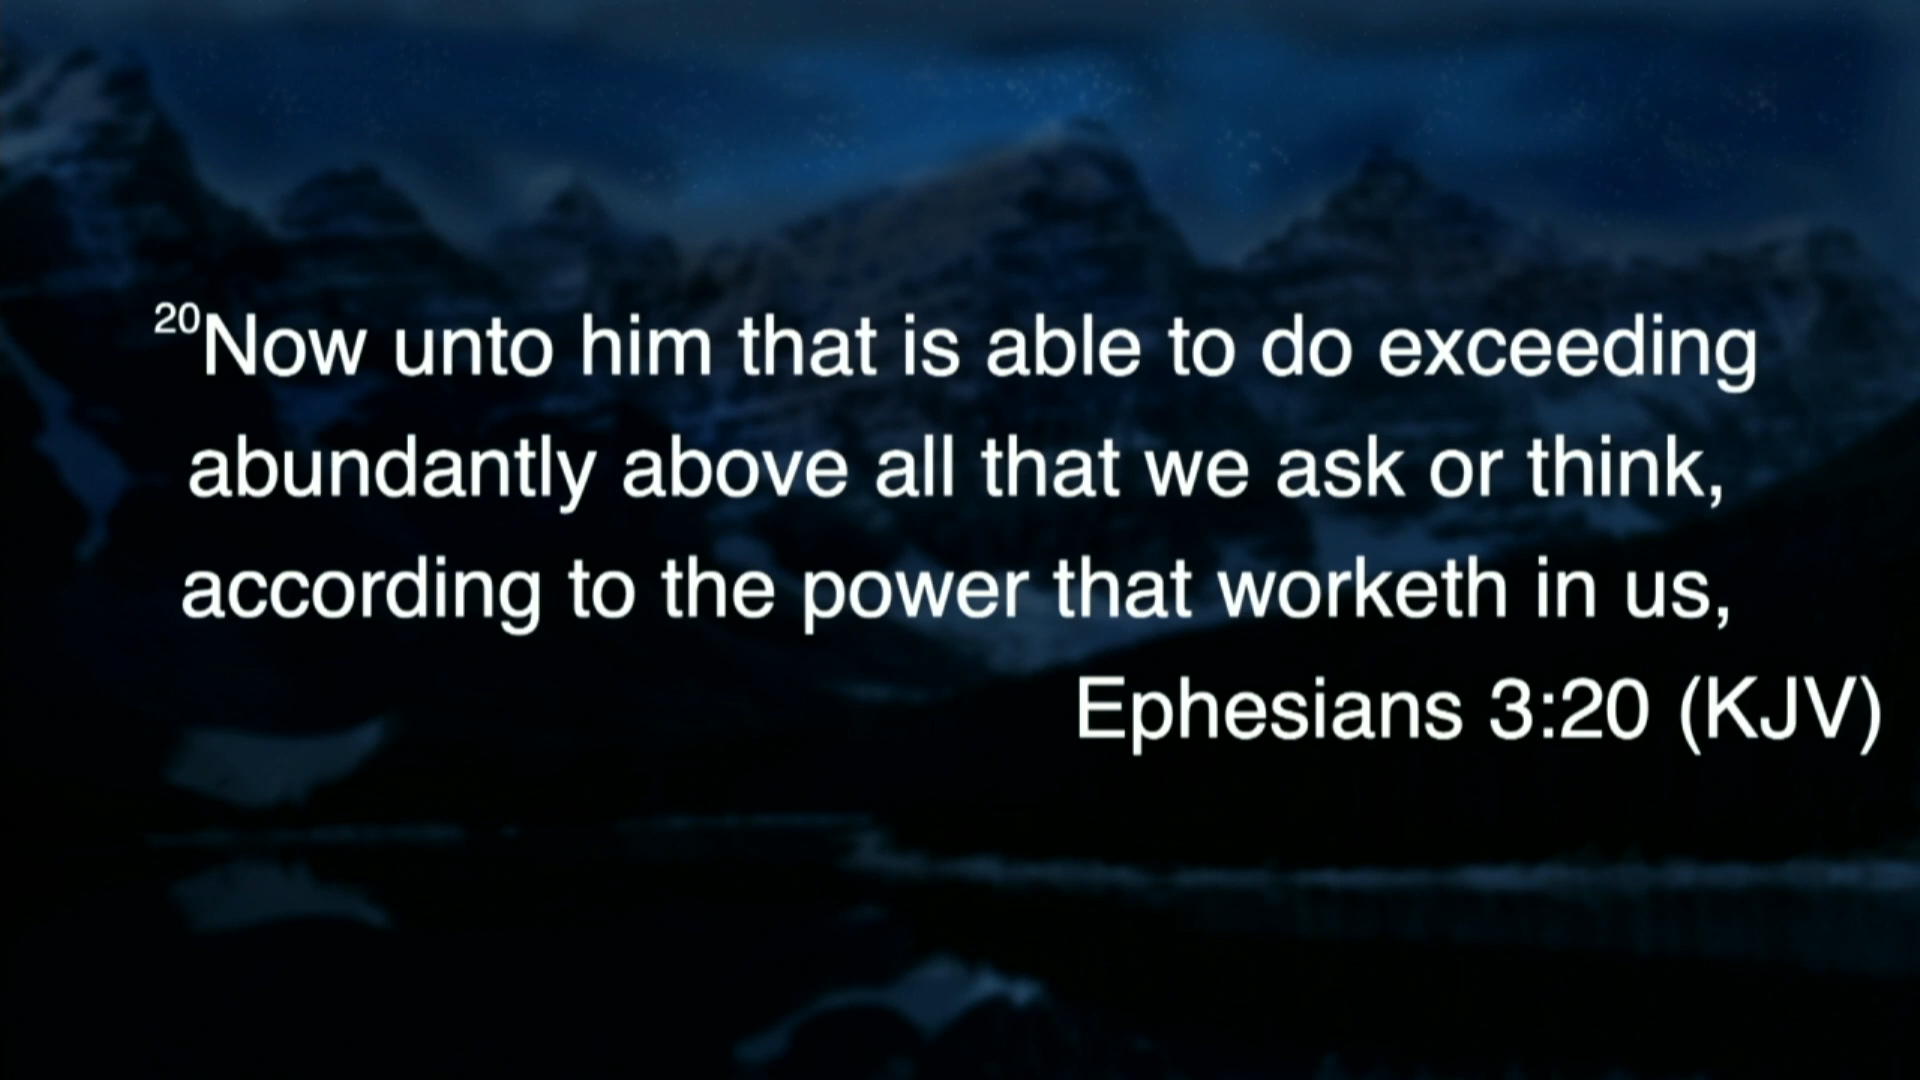 20Now unto him that is able to do exceeding
abundantly above all that we ask or think,
according to the power that worketh in us,
Ephesians 3:20 (KJV)